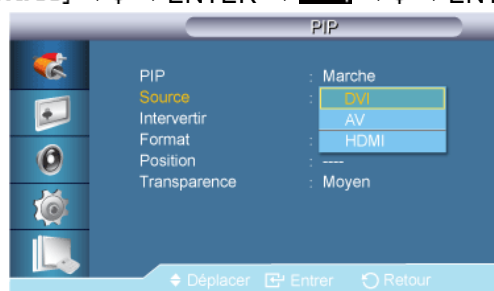 PIP
PIP : Marche
Source : DVI
Intervertir AV
Format : HDMI
Position : ----
Transparence : Moyen
Déplacer Entrer Retour